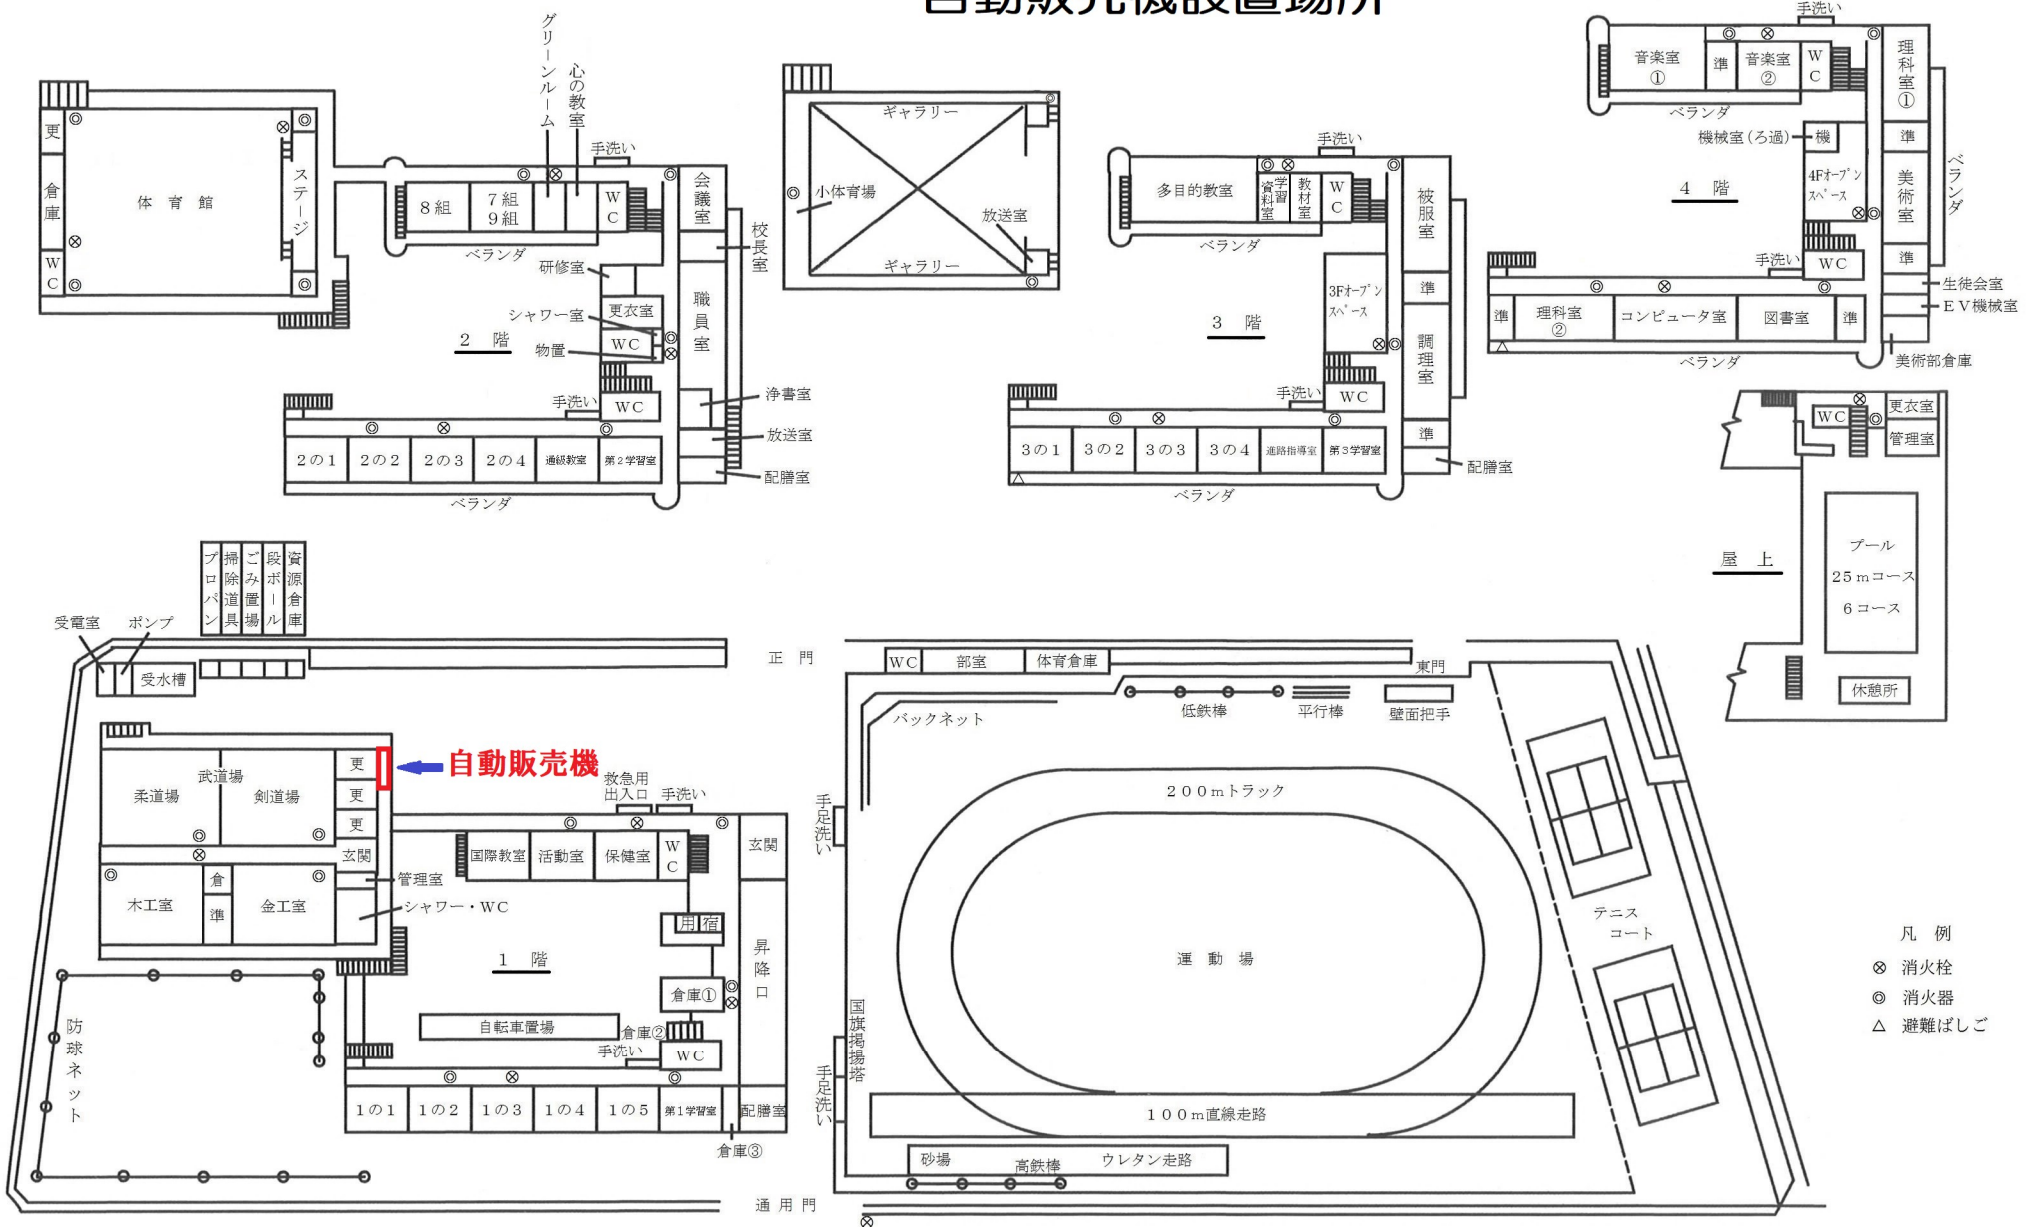 自動販売機設置場所
グリーンルーム
心の教室
手洗い
更
倉庫
WC
体育館
ステージ
8組
7組
9組
WC
会議室
校長室
ベランダ
研修室
職員室
シャワー室
更衣室
物置
WC
2 階
手洗い
WC
浄書室
放送室
配膳室
2の1
2の2
2の3
2の4
通級教室
第2学習室
ベランダ
ギャラリー
小体育場
放送室
ギャラリー
手洗い
多目的教室
学習資料室
教材室
WC
被服室
ベランダ
3Fオープンスペース
準
3 階
調理室
手洗い
WC
準
配膳室
3の1
3の2
3の3
3の4
進路指導室
第3学習室
ベランダ
手洗い
音楽室
①
準
音楽室
②
WC
理科室①
ベランダ
機械室(ろ過)
機
準
4 階
4Fオープン
スペース
美術室
ベランダ
手洗い
WC
準
生徒会室
EV機械室
準
理科室
②
コンピュータ室
図書室
準
ベランダ
美術部倉庫
WC
更衣室
管理室
屋 上
プール
25mコース
6コース
休憩所
プロパン
掃除道具
ごみ置場
段ボール
資源倉庫
受電室
ポンプ
受水槽
正 門
WC
部室
体育倉庫
東門
バックネット
低鉄棒
平行棒
壁面把手
自動販売機
武道場
柔道場
剣道場
更
更
更
玄関
管理室
シャワー・WC
木工室
倉
準
金工室
救急用
出入口
手洗い
国際教室
活動室
保健室
WC
玄関
用
宿
昇降口
1 階
倉庫①
自転車置場
倉庫②
手洗い
WC
1の1
1の2
1の3
1の4
1の5
第1学習室
配膳室
倉庫③
防球ネット
手足洗い
200mトラック
運 動 場
国旗掲揚塔
手足洗い
100m直線走路
砂場
高鉄棒
ウレタン走路
テニス
コート
通 用 門
凡 例
⊗ 消火栓
◎ 消火器
△ 避難ばしご